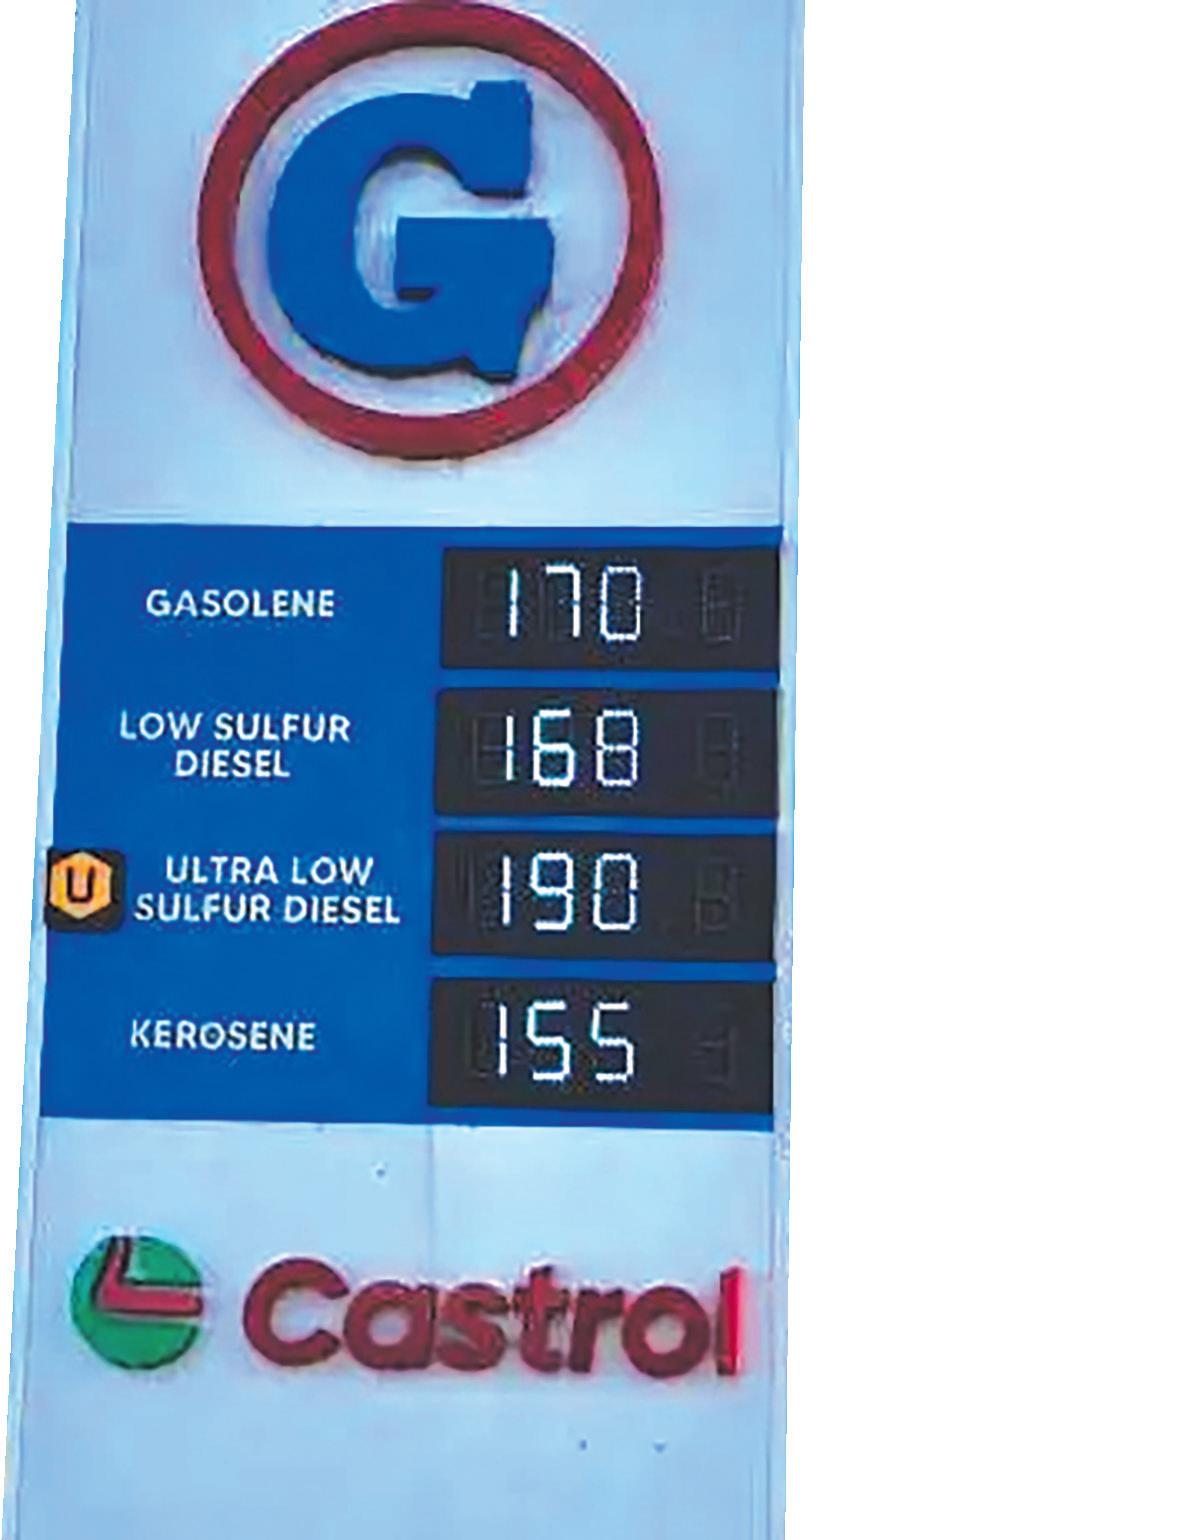 G
GASOLENE 170
LOW SULFUR
DIESEL 168
U ULTRA LOW
SULFUR DIESEL 190
KEROSENE 155
Castrol